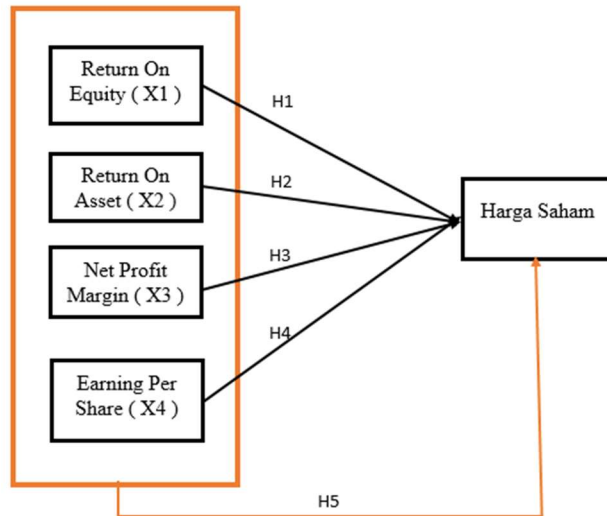 Return On
Equity ( X1 )
H1
Return On
Asset ( X2 )
H2
Harga Saham
Net Profit
Margin ( X3 )
H3
H4
Earning Per
Share ( X4 )
H5